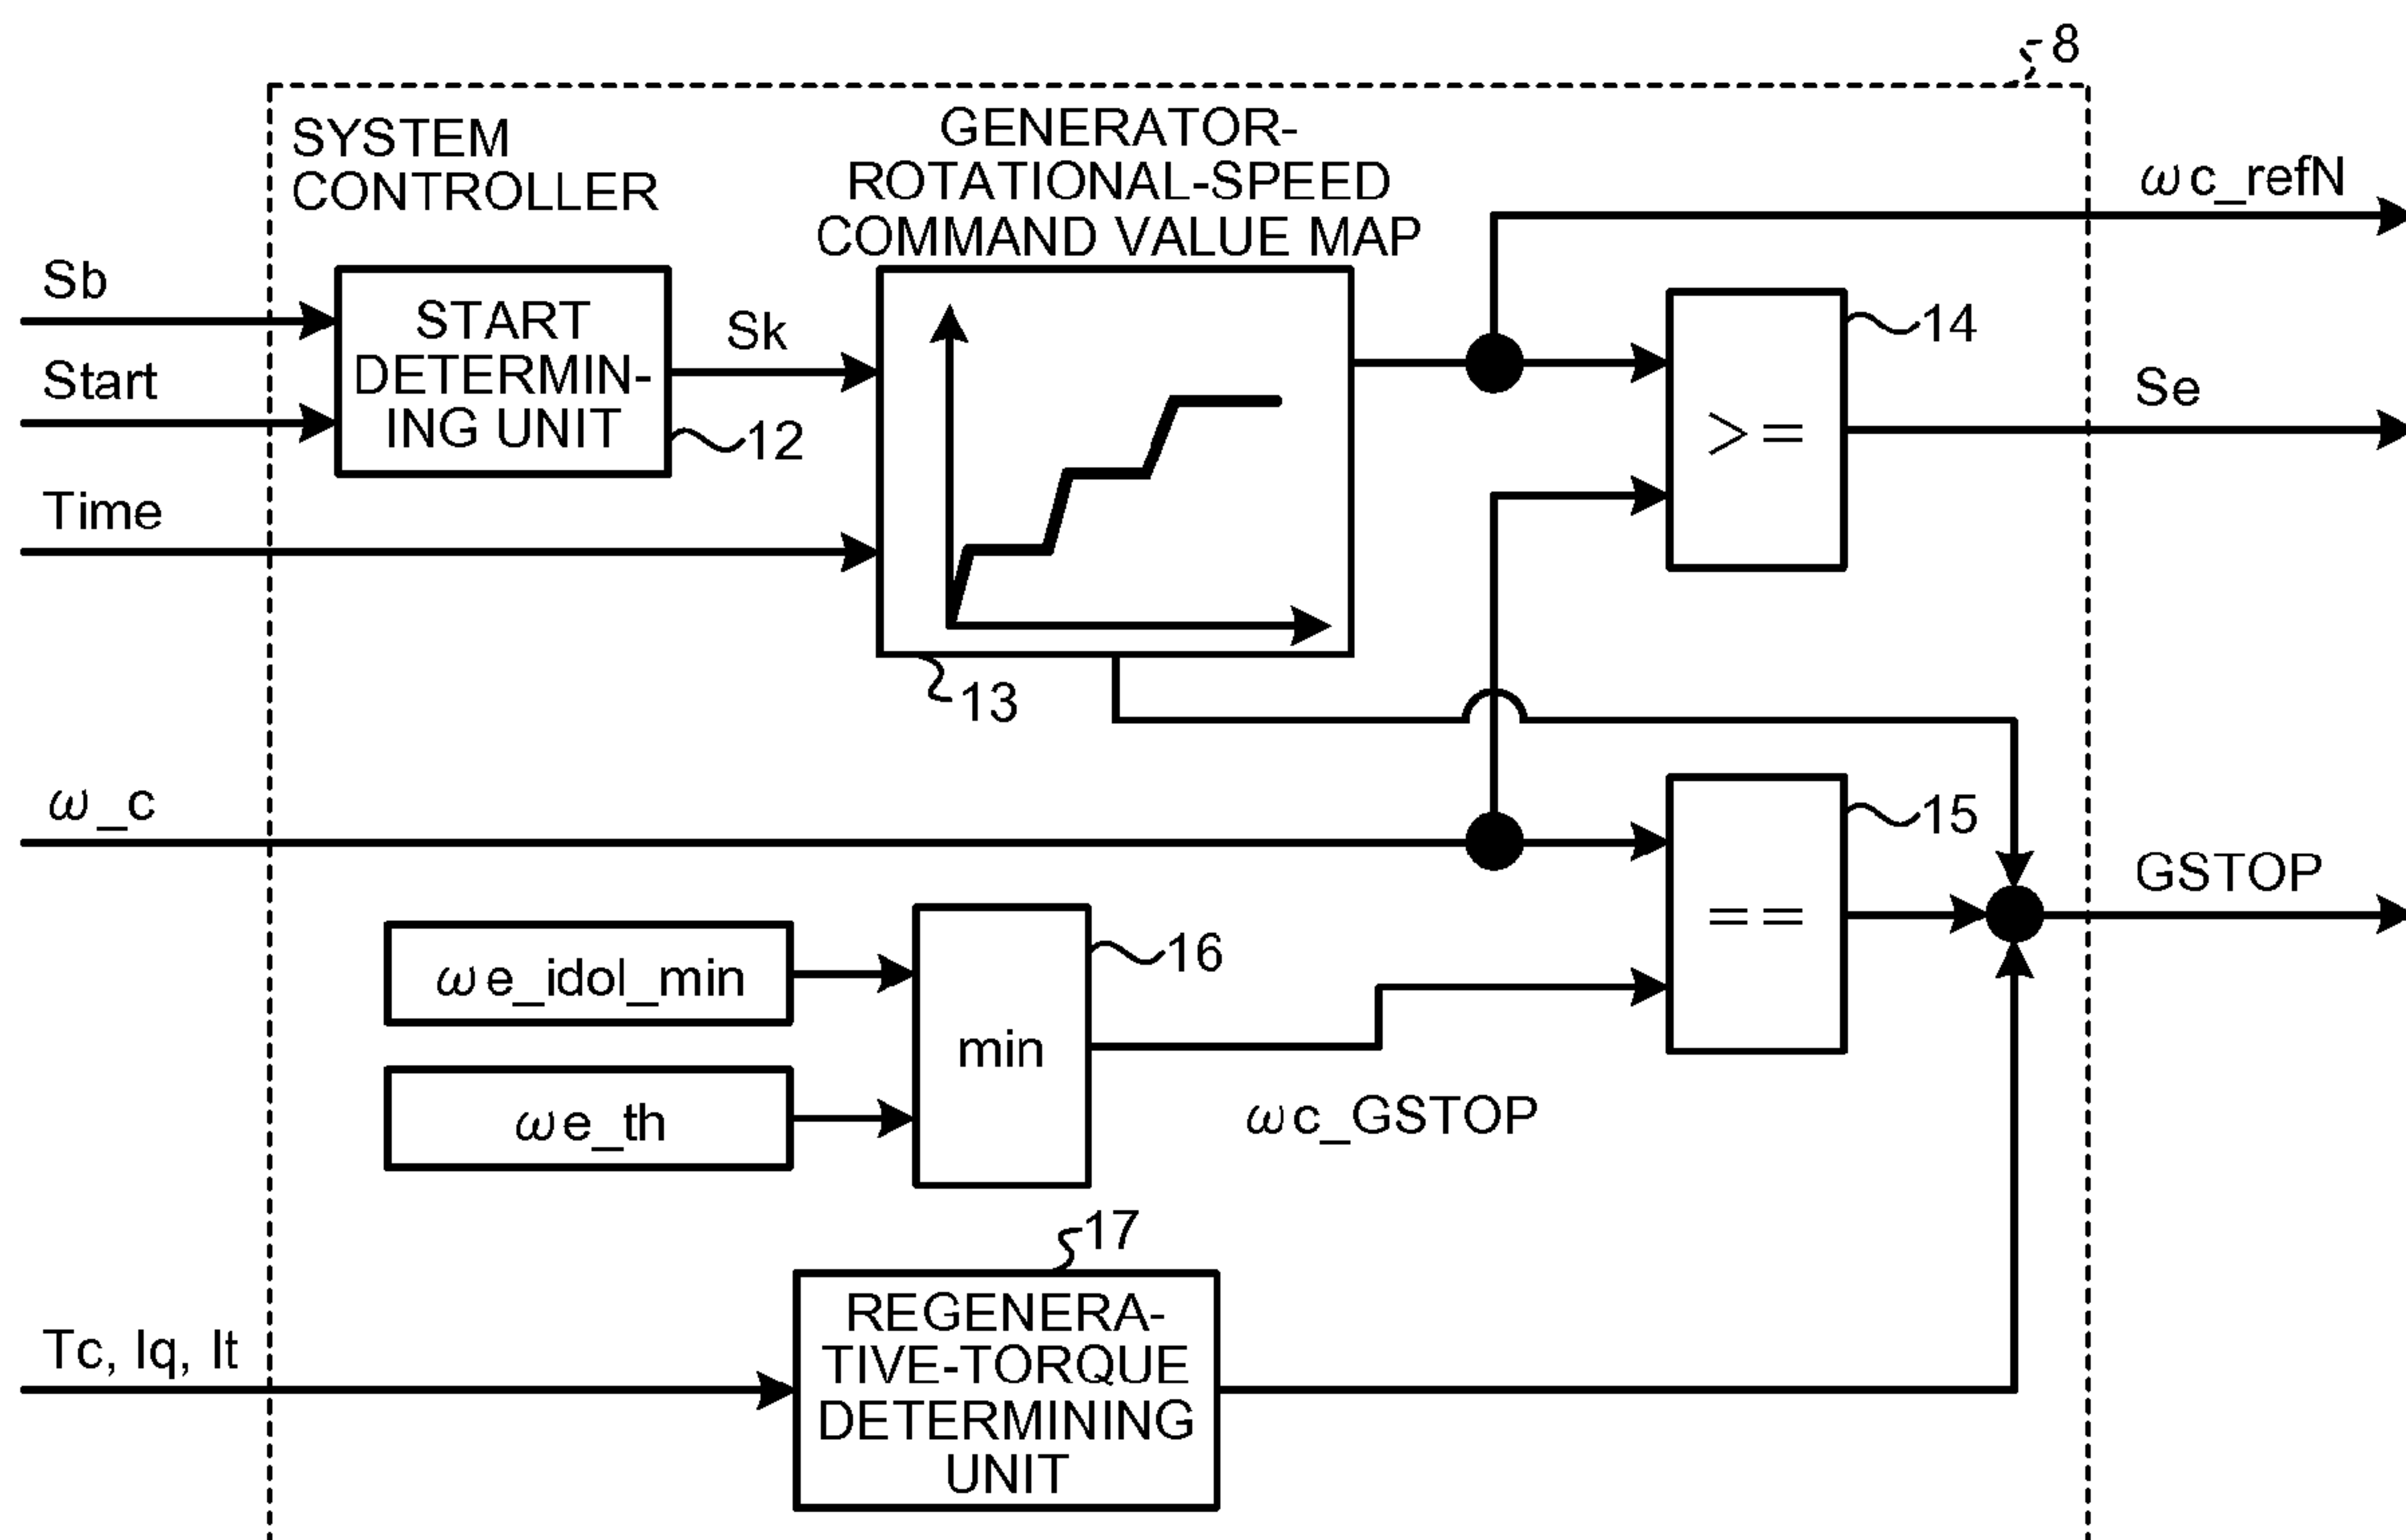 8
SYSTEM
CONTROLLER
GENERATOR-
ROTATIONAL-SPEED
COMMAND VALUE MAP
ωc_refN
Sb
Start
START
DETERMIN-
ING UNIT
12
Sk
Time
13
>=
14
Se
ω_c
==
15
GSTOP
ωe_idol_min
ωe_th
min
16
ωc_GSTOP
17
Tc, Iq, It
REGENERA-
TIVE-TORQUE
DETERMINING
UNIT